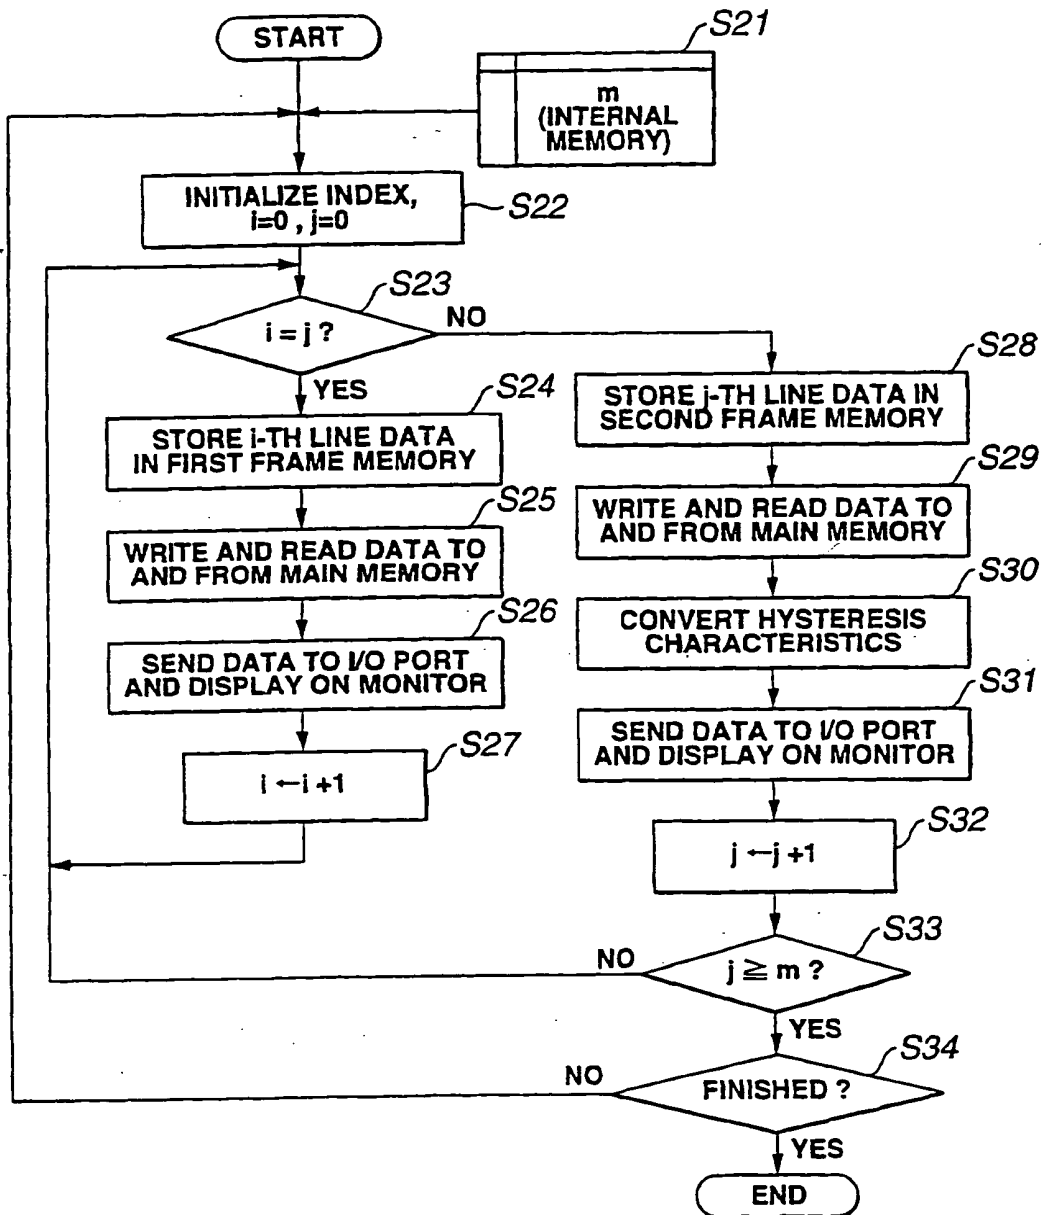 START
S21
m
(INTERNAL
MEMORY)
INITIALIZE INDEX,
i=0 , j=0
S22
S23
i = j ?
NO
YES
S24
STORE i-TH LINE DATA
IN FIRST FRAME MEMORY
S25
WRITE AND READ DATA TO
AND FROM MAIN MEMORY
S26
SEND DATA TO I/O PORT
AND DISPLAY ON MONITOR
S27
i ← i +1
S28
STORE j-TH LINE DATA IN
SECOND FRAME MEMORY
S29
WRITE AND READ DATA TO
AND FROM MAIN MEMORY
S30
CONVERT HYSTERESIS
CHARACTERISTICS
S31
SEND DATA TO I/O PORT
AND DISPLAY ON MONITOR
S32
j ← j +1
S33
j ≧ m ?
NO
YES
S34
FINISHED ?
NO
YES
END